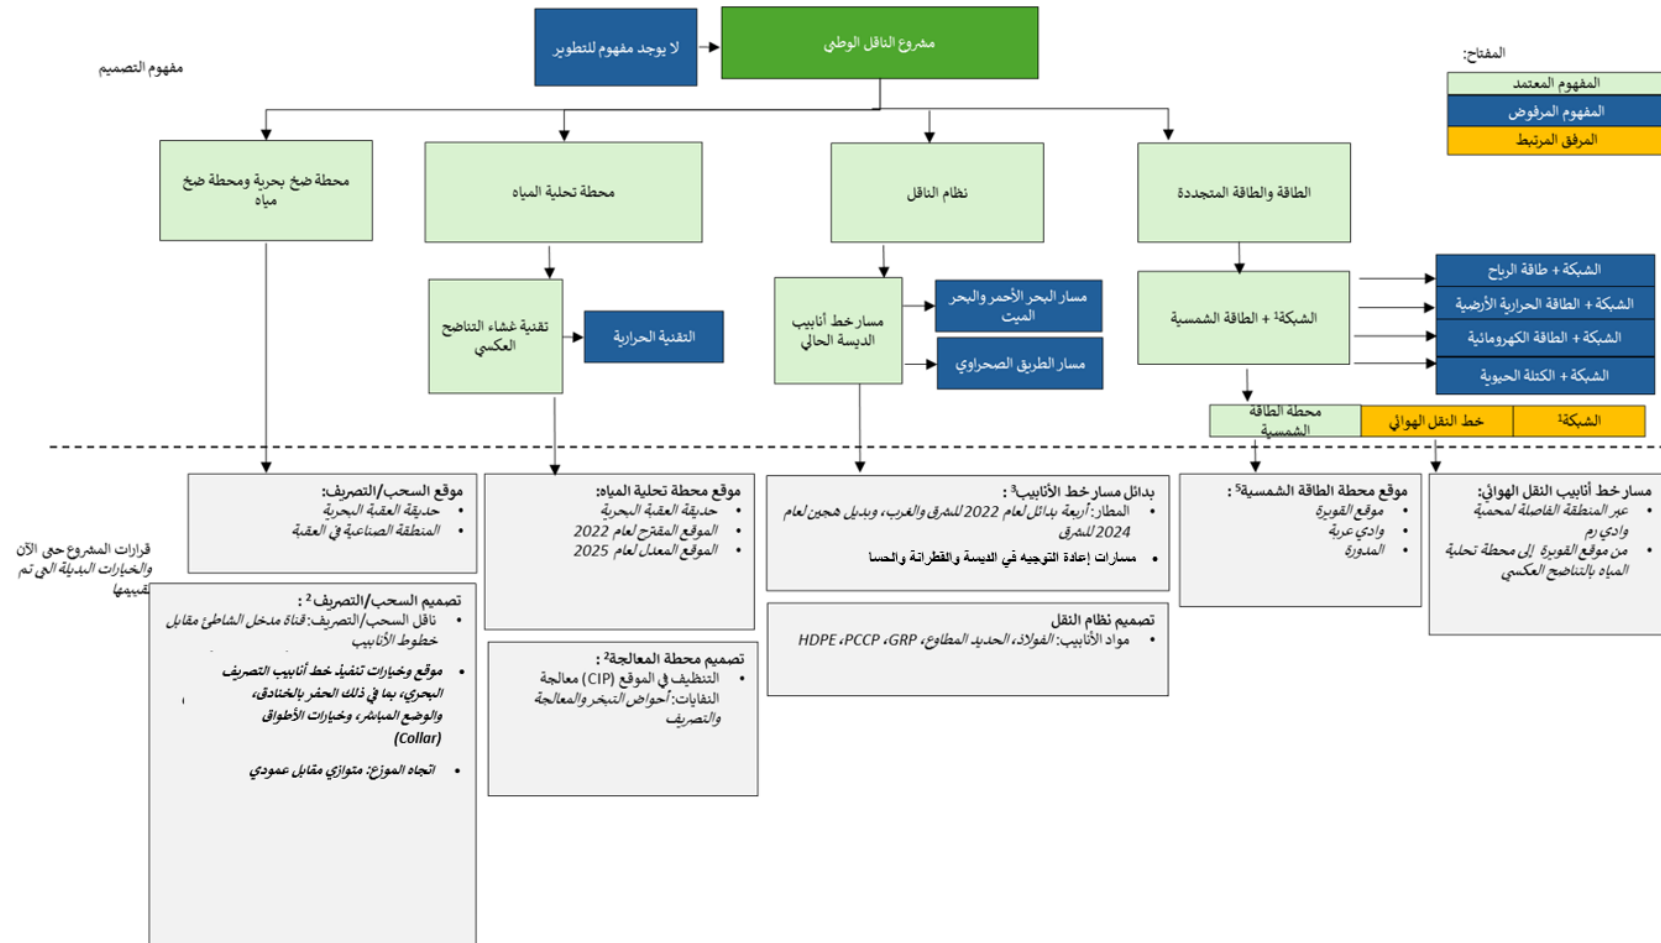 مشروع الناقل الوطني
لا يوجد مفهوم للتطوير
مفهوم التصميم
المفتاح:
المفهوم المعتمد
المفهوم المرفوض
المرفق المرتبط
الطاقة والطاقة المتجددة
نظام الناقل
محطة تحلية المياه
محطة ضخ بحرية ومحطة ضخ
مياه
الشبكة¹ + الطاقة الشمسية
الشبكة + طاقة الرياح
الشبكة + الطاقة الحرارية الأرضية
الشبكة + الطاقة الكهرومائية
الشبكة + الكتلة الحيوية
مسار خط أنابيب
الديسة الحالي
مسار البحر الأحمر والبحر
الميت
مسار الطريق الصحراوي
تقنية غشاء التناضح
العكسي
التقنية الحرارية
الشبكة¹
خط النقل الهوائي
محطة الطاقة
الشمسية
مسار خط أنابيب النقل الهوائي:
• عبر المنطقة الفاصلة لمحمية
وادي رم
• من موقع القويرة إلى محطة تحلية
المياه بالتناضح العكسي
موقع محطة الطاقة الشمسية⁵ :
• موقع القويرة
• وادي عربة
• المدورة
بدائل مسار خط الأنابيب³ :
• المطار: أربعة بدائل لعام 2022 للشرق والغرب، وبديل هجين لعام
2024 للشرق
• مسارات إعادة التوجيه في الديسة والقطرانة والحسا
تصميم نظام النقل
• مواد الأنابيب: الفولاذ، الحديد المطاوع، HDPE ،PCCP ،GRP
موقع محطة تحلية المياه:
• حديقة العقبة البحرية
• الموقع المقترح لعام 2022
• الموقع المعدل لعام 2025
تصميم محطة المعالجة² :
• التنظيف في الموقع (CIP) معالجة
النفايات: أحواض التبخر والمعالجة
والتصريف
موقع السحب/التصريف:
• حديقة العقبة البحرية
• المنطقة الصناعية في العقبة
تصميم السحب/التصريف² :
• ناقل السحب/التصريف: قناة مدخل الشاطئ مقابل
خطوط الأنابيب
• موقع وخيارات تنفيذ خط أنابيب التصريف
البحري، بما في ذلك الحفر بالخنادق،
والوضع المباشر، وخيارات الأطواق
(Collar)
• اتجاه الموزع: متوازي مقابل عمودي
قرارات المشروع حتى الآن
والخيارات البديلة التي تم
تقييمها